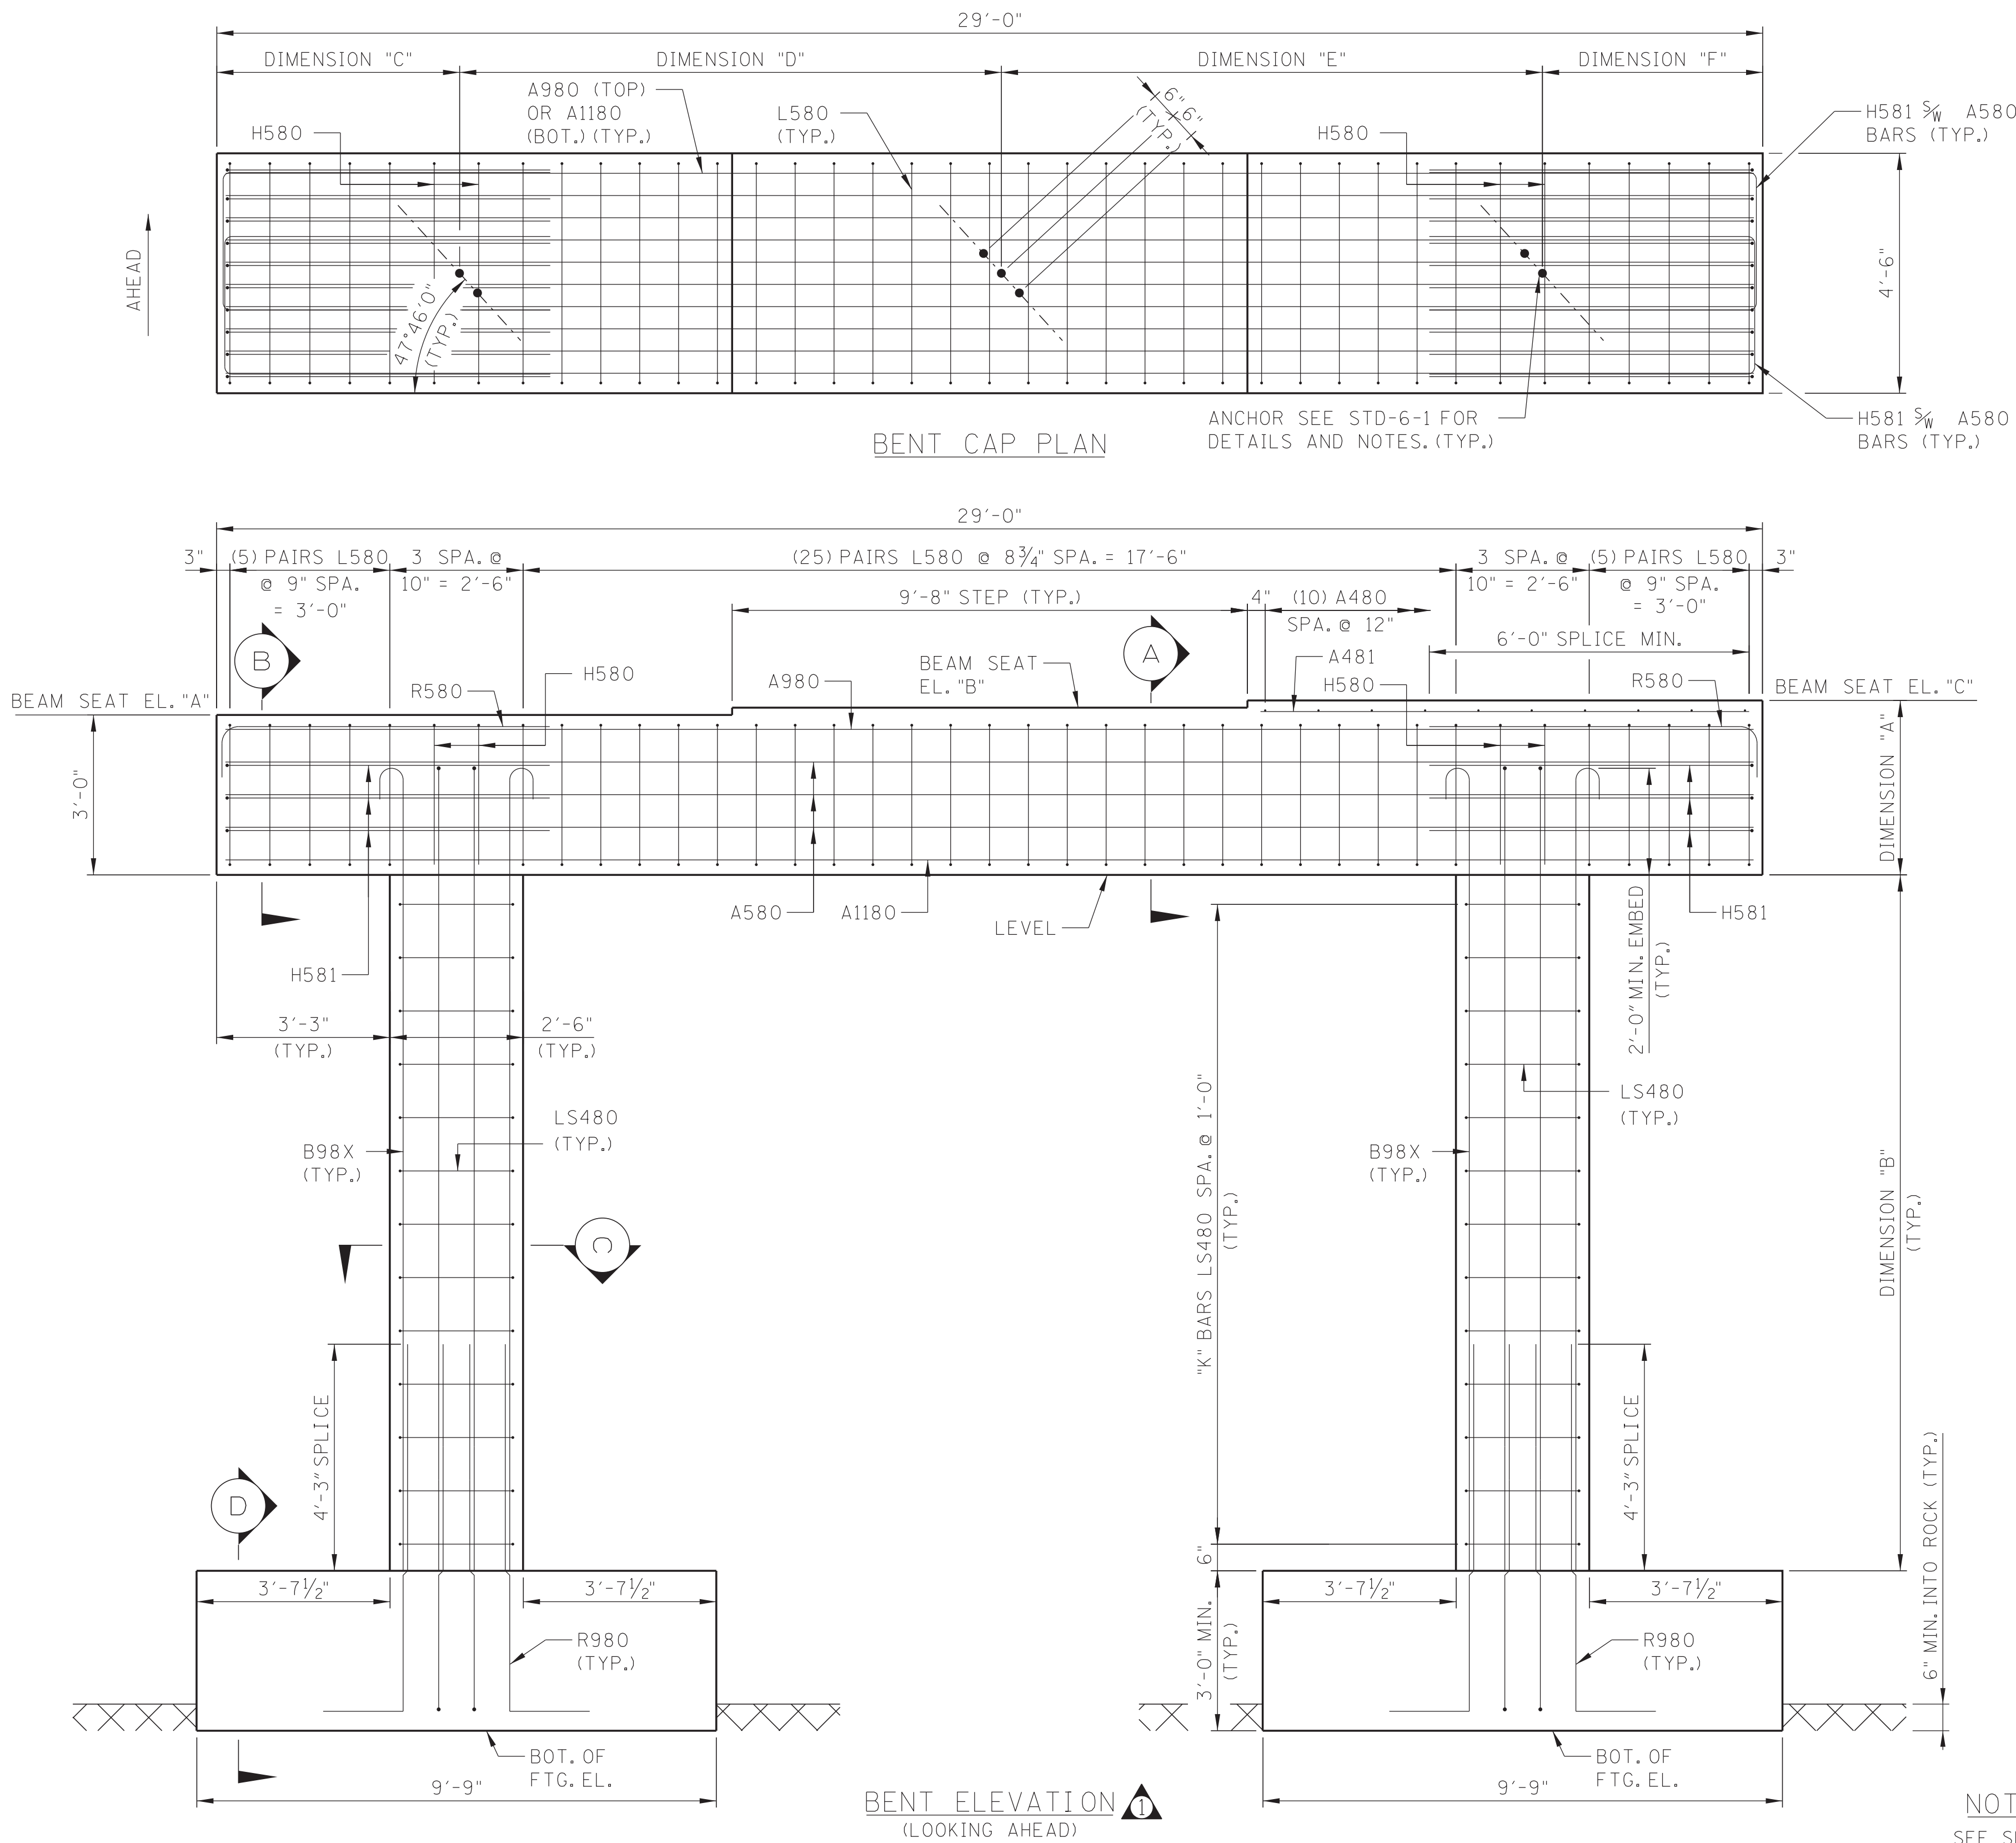 29'-0"
DIMENSION "C"
DIMENSION "D"
DIMENSION "E"
DIMENSION "F"
A980 (TOP)
OR A1180
(BOT.) (TYP.)
L580
(TYP.)
6"
6"
(TYP.)
H580
H580
H581 S/W A580
BARS (TYP.)
AHEAD
4'-6"
47°46'0"
(TYP.)
ANCHOR SEE STD-6-1 FOR
DETAILS AND NOTES. (TYP.)
H581 S/W A580
BARS (TYP.)
BENT CAP PLAN
29'-0"
3"
(5) PAIRS L580
@ 9" SPA.
= 3'-0"
3 SPA. @
10" = 2'-6"
(25) PAIRS L580 @ 8¾" SPA. = 17'-6"
3 SPA. @
10" = 2'-6"
(5) PAIRS L580
@ 9" SPA.
= 3'-0"
3"
9'-8" STEP (TYP.)
4"
(10) A480
SPA. @ 12"
6'-0" SPLICE MIN.
B
A
BEAM SEAT
EL. "B"
A481
H580
A980
H580
R580
R580
BEAM SEAT EL. "A"
BEAM SEAT EL. "C"
3'-0"
DIMENSION "A"
A580
A1180
LEVEL
H581
H581
2'-0" MIN. EMBED
(TYP.)
3'-3"
(TYP.)
2'-6"
(TYP.)
LS480
(TYP.)
LS480
(TYP.)
B98X
(TYP.)
B98X
(TYP.)
"K" BARS LS480 SPA. @ 1'-0"
(TYP.)
DIMENSION "B"
(TYP.)
C
4'-3" SPLICE
4'-3" SPLICE
D
6"
3'-0" MIN.
(TYP.)
6" MIN. INTO ROCK (TYP.)
3'-7½"
3'-7½"
3'-7½"
3'-7½"
R980
(TYP.)
R980
(TYP.)
BOT. OF
FTG. EL.
BOT. OF
FTG. EL.
9'-9"
9'-9"
BENT ELEVATION
1
(LOOKING AHEAD)
NOT
SEE